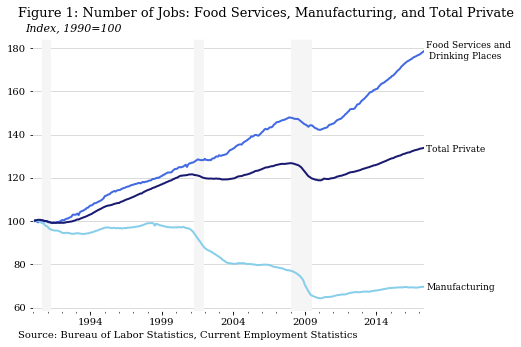 Figure 1: Number of Jobs: Food Services, Manufacturing, and Total Private
Index, 1990=100
180
160
140
120
100
80
60
Food Services and
Drinking Places
Total Private
Manufacturing
1994 1999 2004 2009 2014
Source: Bureau of Labor Statistics, Current Employment Statistics